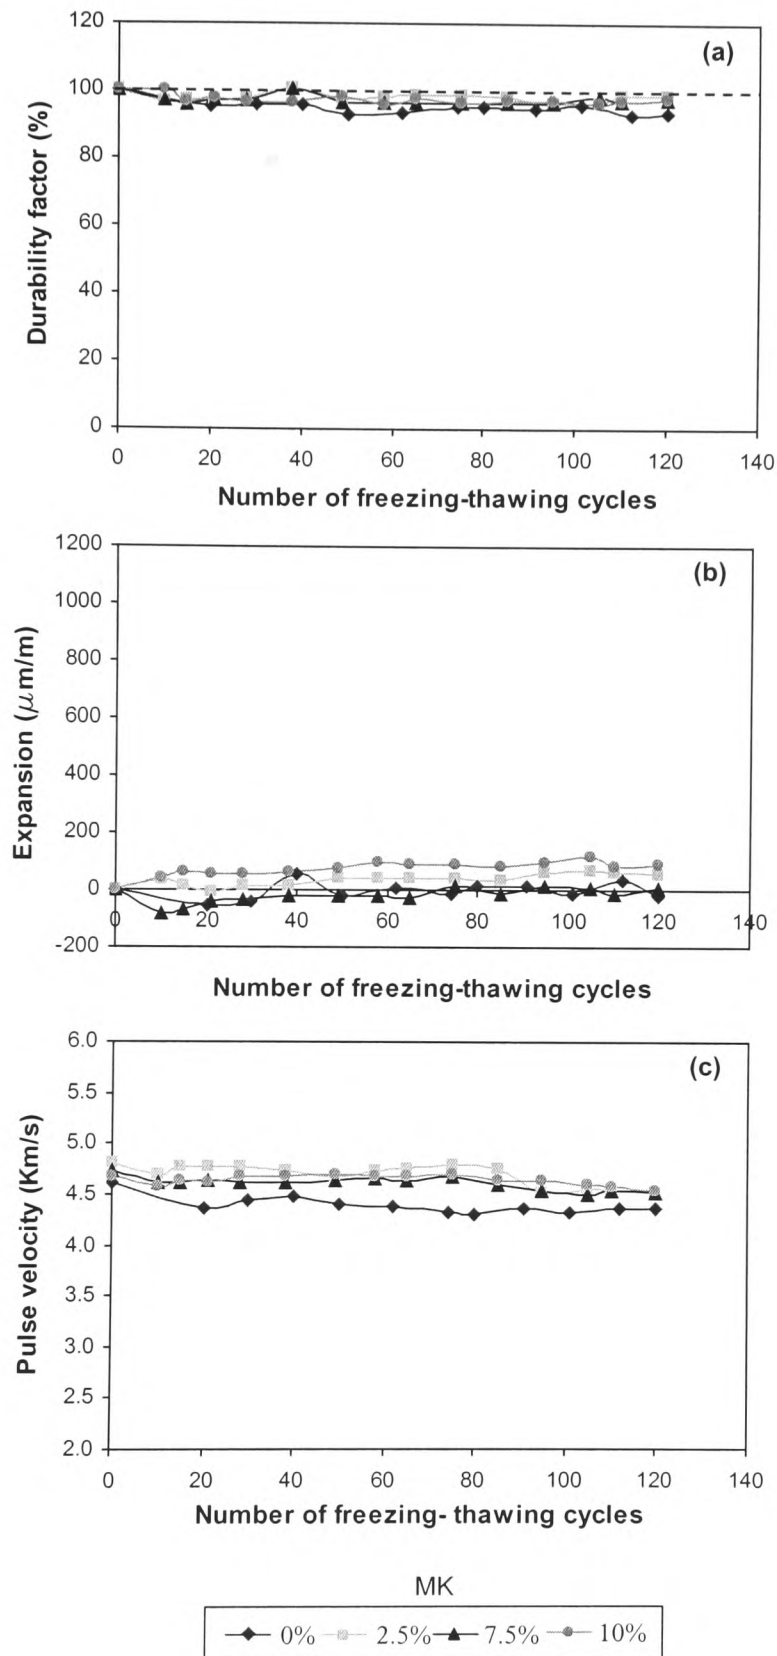 (a)
120
100
80
60
40
20
0
Durability factor (%)
0 20 40 60 80 100 120 140
Number of freezing-thawing cycles
(b)
1200
1000
800
600
400
200
0
-200
Expansion (μm/m)
0 20 40 60 80 100 120 140
Number of freezing-thawing cycles
(c)
6.0
5.5
5.0
4.5
4.0
3.5
3.0
2.5
2.0
Pulse velocity (Km/s)
0 20 40 60 80 100 120 140
Number of freezing- thawing cycles
MK
0% 2.5% 7.5% 10%